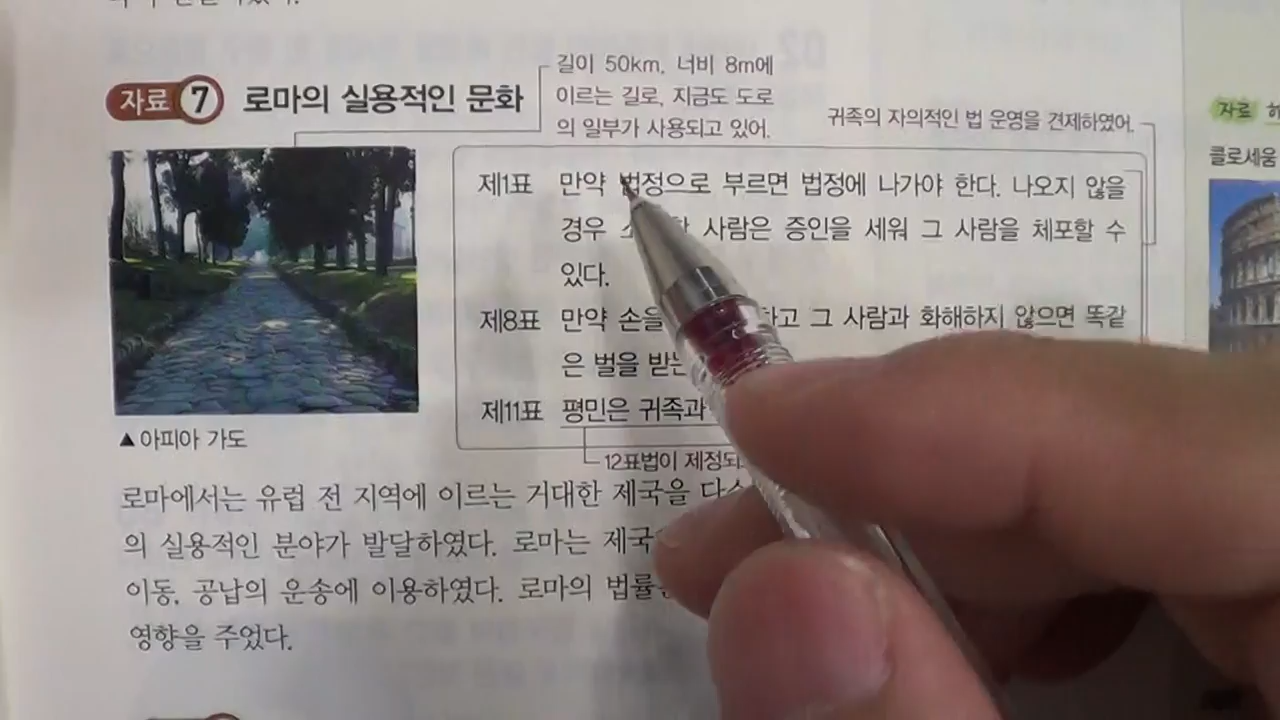 자료 7 로마의 실용적인 문화
길이 50km, 너비 8m에
이르는 길로, 지금도 도로
의 일부가 사용되고 있어.
귀족의 자의적인 법 운영을 견제하였어.
제1표 만약 법정으로 부르면 법정에 나가야 한다. 나오지 않을
경우 사람은 증인을 세워 그 사람을 체포할 수
있다.
제8표 만약 손을 하고 그 사람과 화해하지 않으면 똑같
은 벌을 받는
제11표 평민은 귀족과
12표법이 제정되
▲아피아 가도
로마에서는 유럽 전 지역에 이르는 거대한 제국을
의 실용적인 분야가 발달하였다. 로마는 제국
이동, 공납의 운송에 이용하였다. 로마의 법률
영향을 주었다.
자료
콜로세움